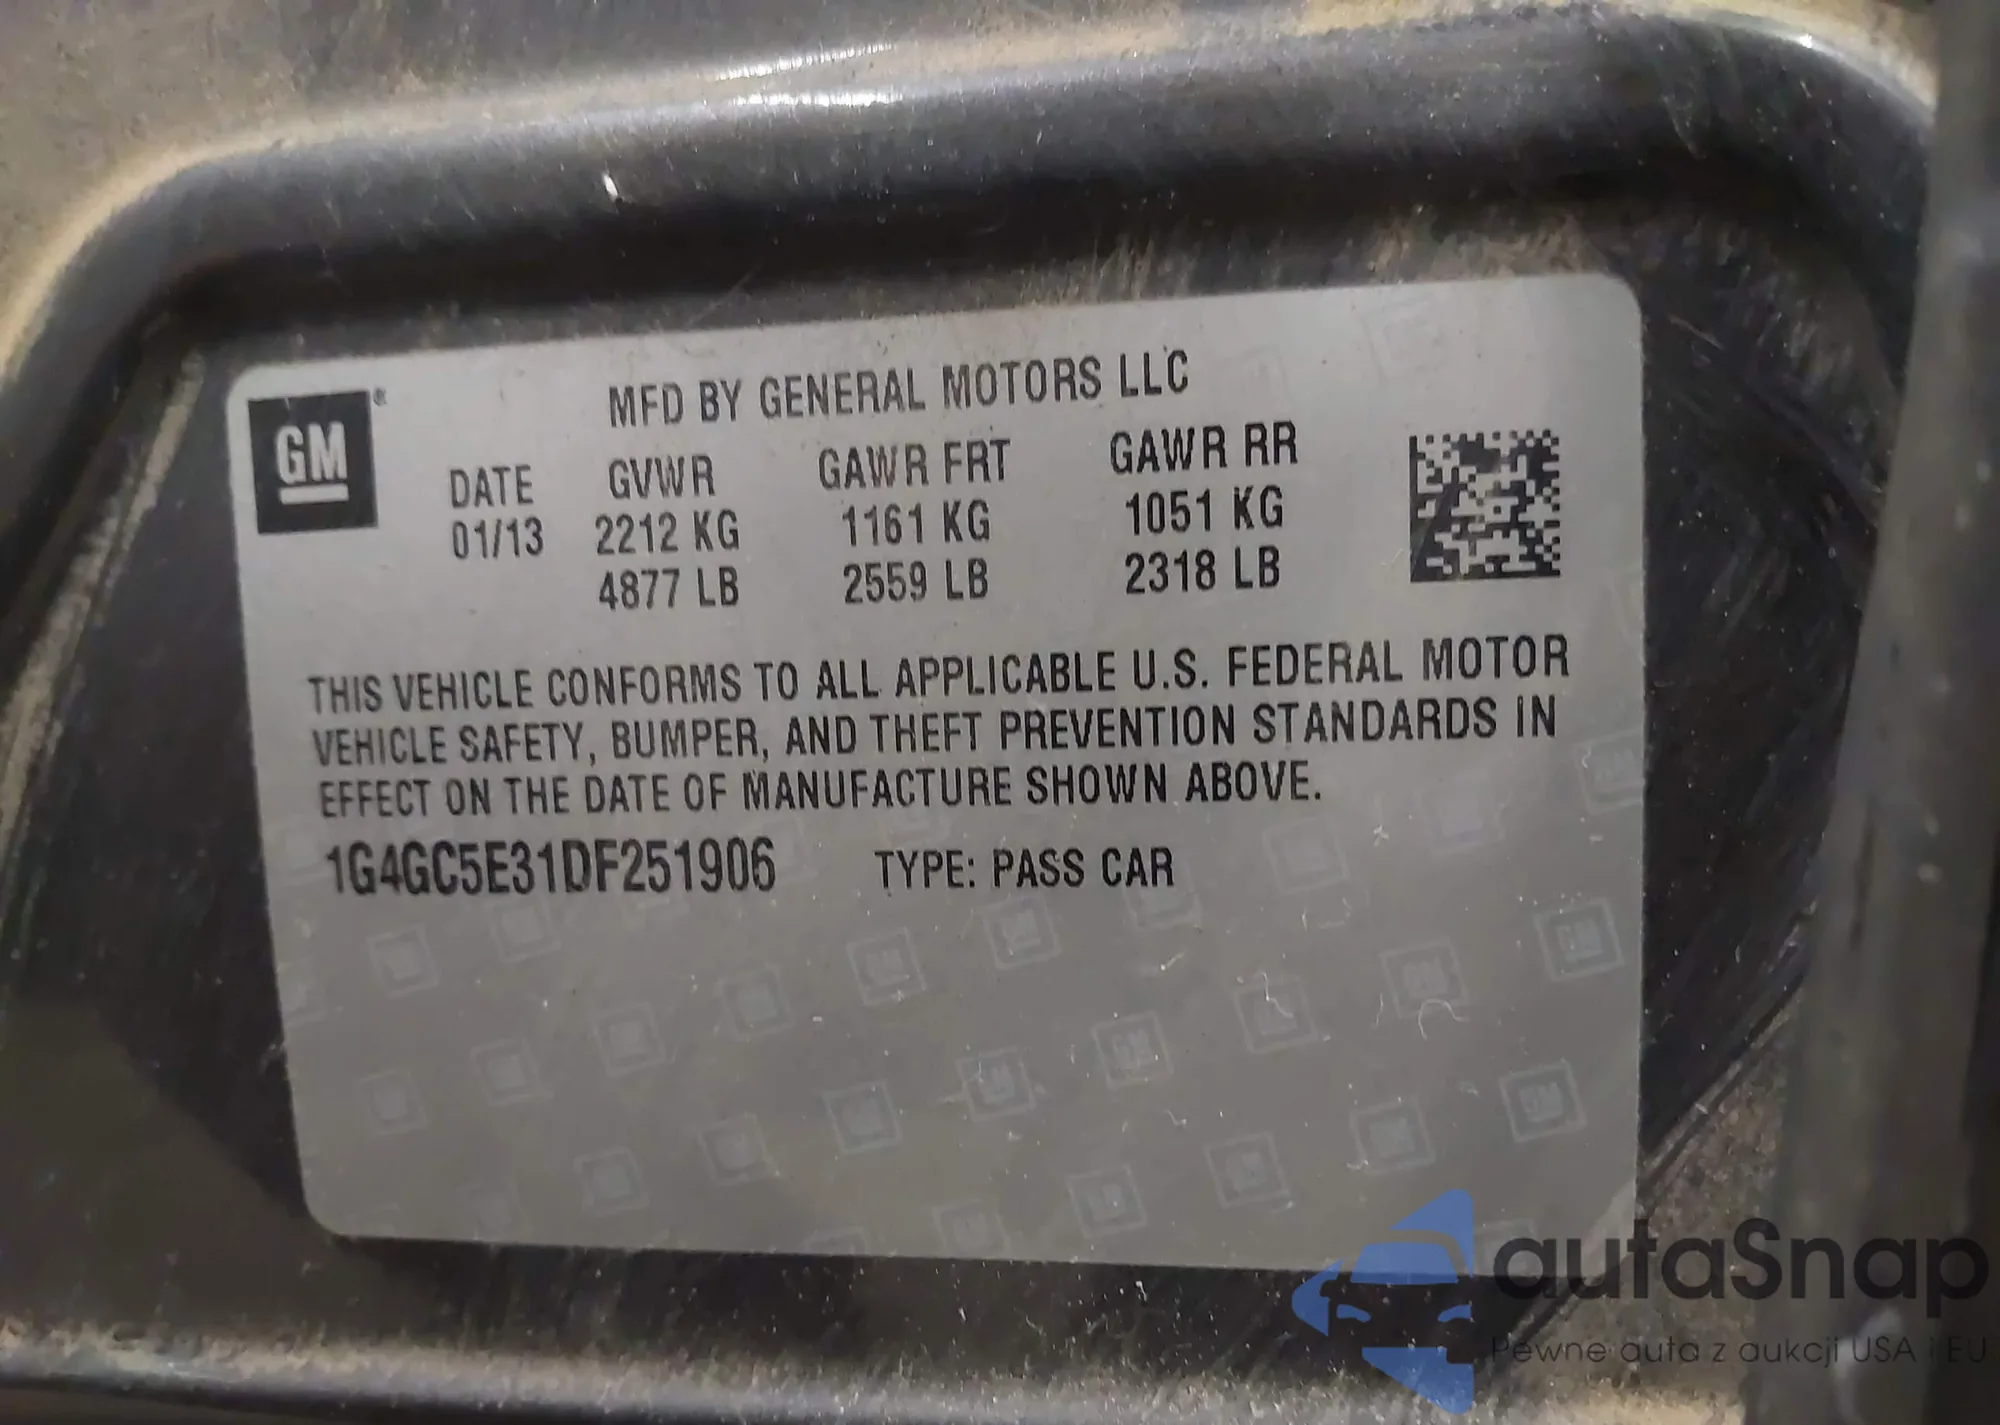 GM®
MFD BY GENERAL MOTORS LLC
DATE GVWR GAWR FRT GAWR RR
01/13 2212 KG 1161 KG 1051 KG
4877 LB 2559 LB 2318 LB
THIS VEHICLE CONFORMS TO ALL APPLICABLE U.S. FEDERAL MOTOR
VEHICLE SAFETY, BUMPER, AND THEFT PREVENTION STANDARDS IN
EFFECT ON THE DATE OF MANUFACTURE SHOWN ABOVE.
1G4GC5E31DF251906 TYPE: PASS CAR
autaSnap
Pewne auta z aukcji USA i EU